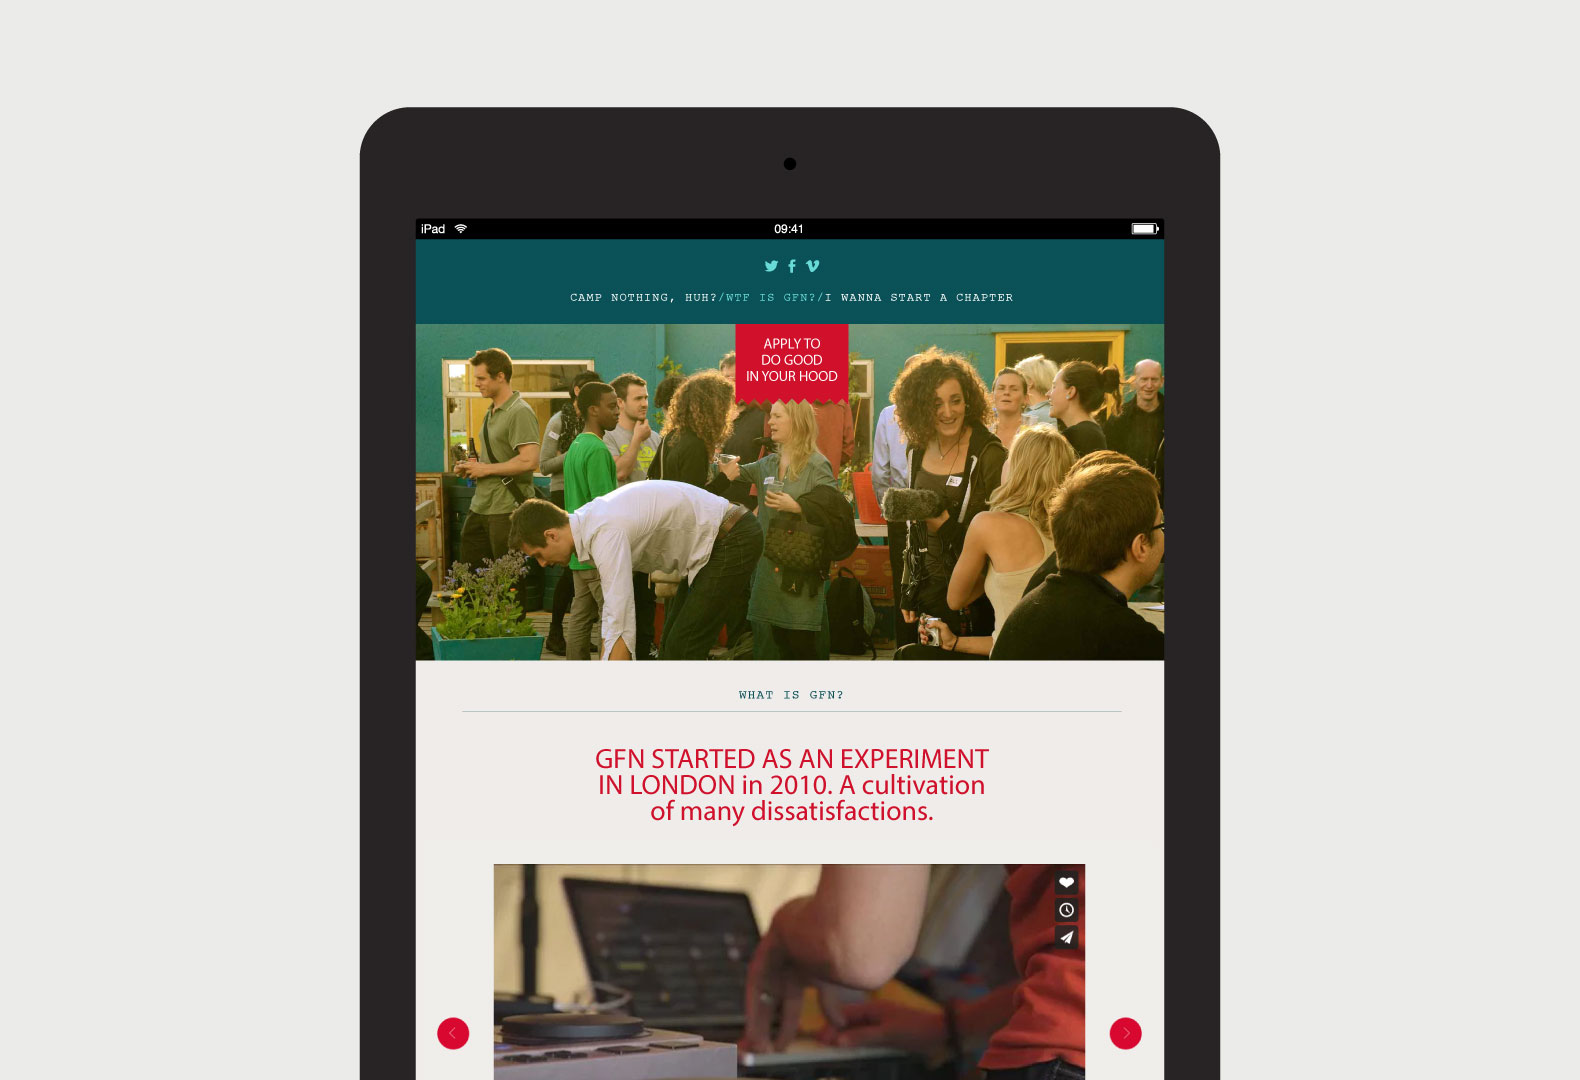 iPad 09:41
CAMP NOTHING, HUH?/WTF IS GFN?/I WANNA START A CHAPTER
APPLY TO
DO GOOD
IN YOUR HOOD
WHAT IS GFN?
GFN STARTED AS AN EXPERIMENT
IN LONDON in 2010. A cultivation
of many dissatisfactions.